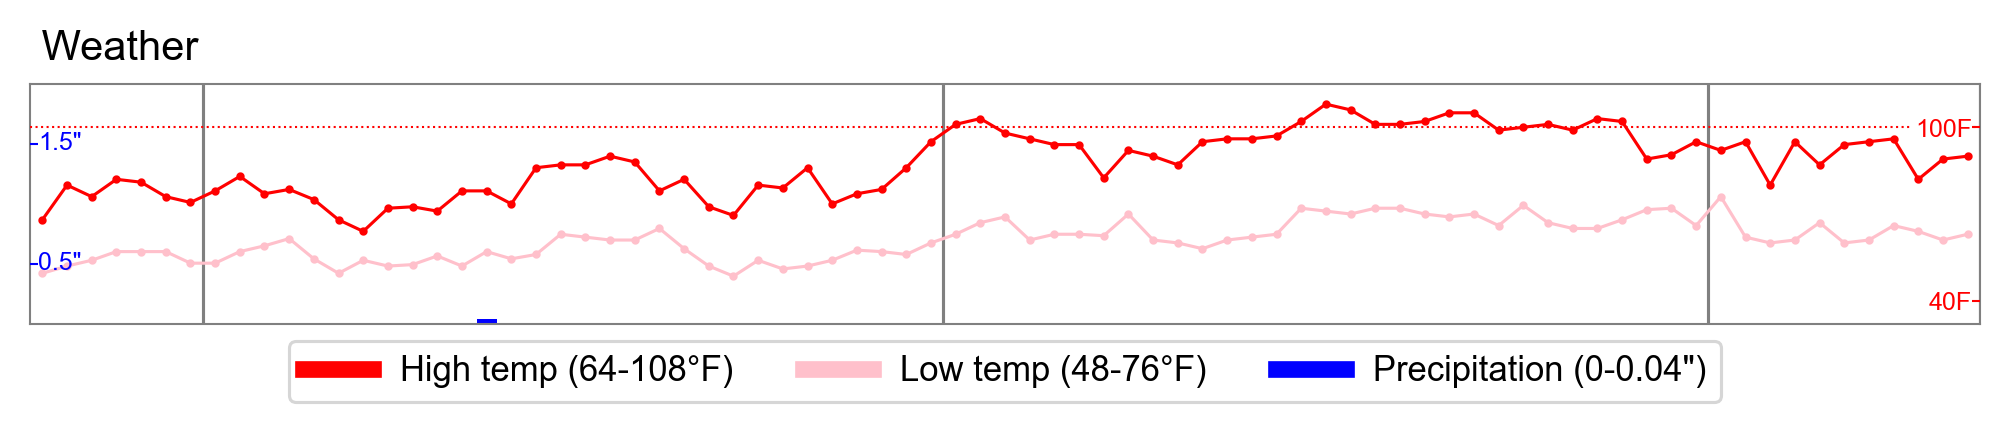 Weather
1.5"
100F
0.5"
40F
High temp (64-108°F) Low temp (48-76°F) Precipitation (0-0.04")